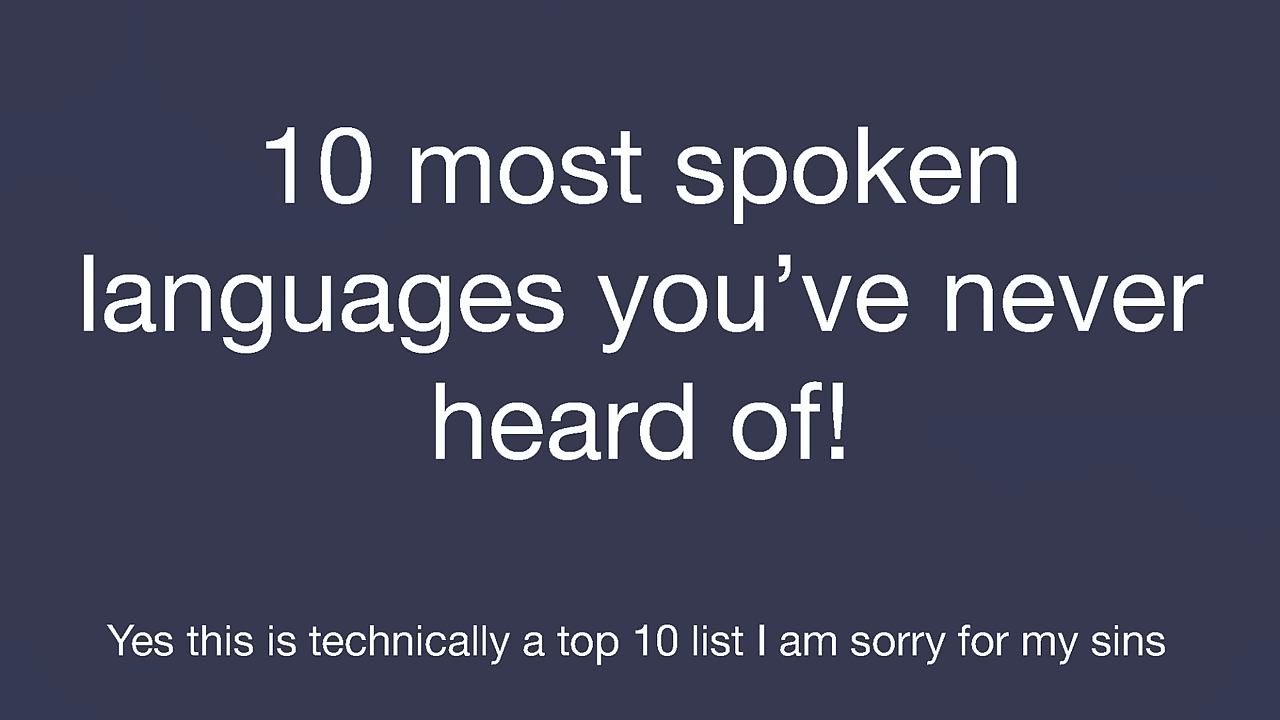 10 most spoken
languages you’ve never
heard of!
Yes this is technically a top 10 list I am sorry for my sins